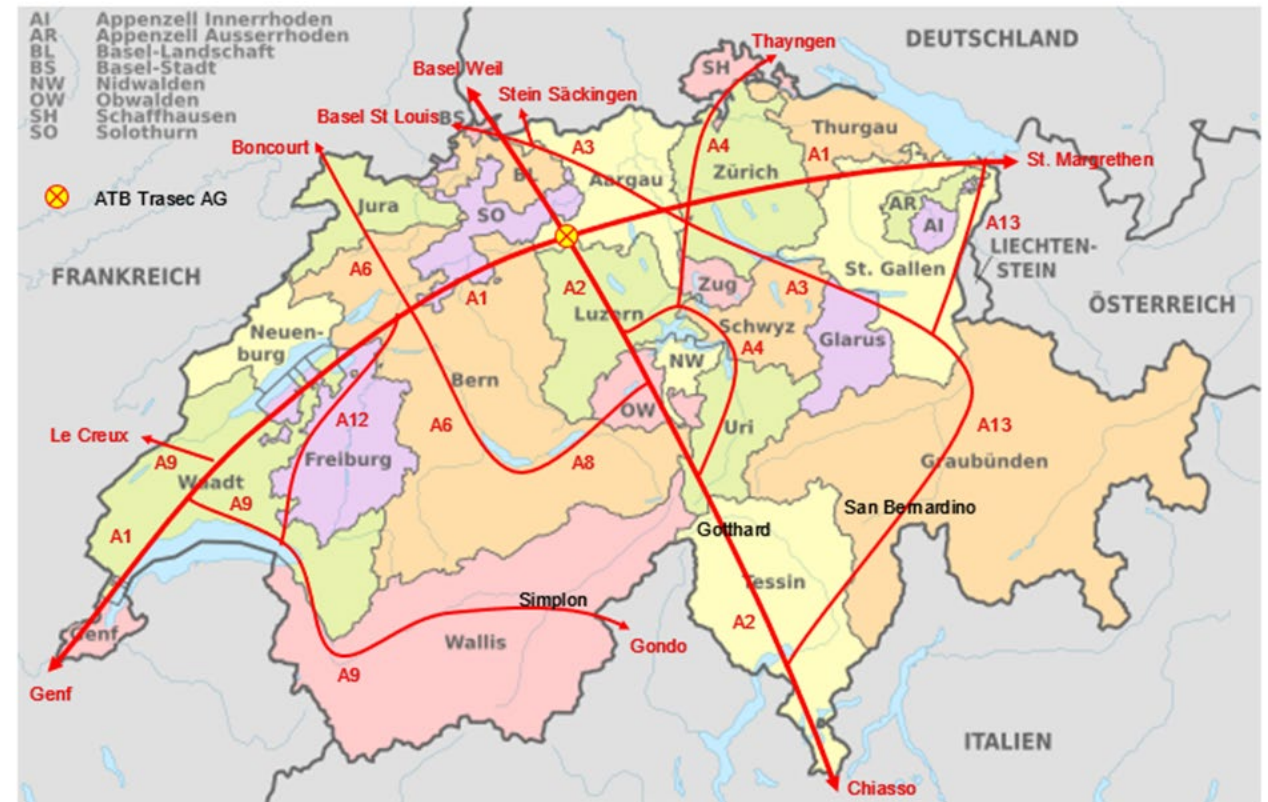 AI Appenzell Innerrhoden
AR Appenzell Ausserrhoden
BL Basel-Landschaft
BS Basel-Stadt
NW Nidwalden
OW Obwalden
SH Schaffhausen
SO Solothurn
ATB Trasec AG
DEUTSCHLAND
Thayngen
SH
Basel Weil
Stein Säckingen
Basel St Louis
BS
Boncourt
A3
A4
A1
Thurgau
St. Margrethen
BL
Aargau
Zürich
Jura
SO
AR
AI
A13
LIECHTEN-
STEIN
FRANKREICH
A6
A1
A2
Zug
A3
St. Gallen
ÖSTERREICH
Luzern
Schwyz
Glarus
Neuen-
burg
A4
NW
Bern
OW
A12
A6
Uri
A13
Le Creux
A9
Freiburg
A8
Graubünden
Waadt
A9
San Bernardino
Gotthard
A1
Tessin
Simplon
A2
Genf
Wallis
Gondo
A9
Genf
ITALIEN
Chiasso